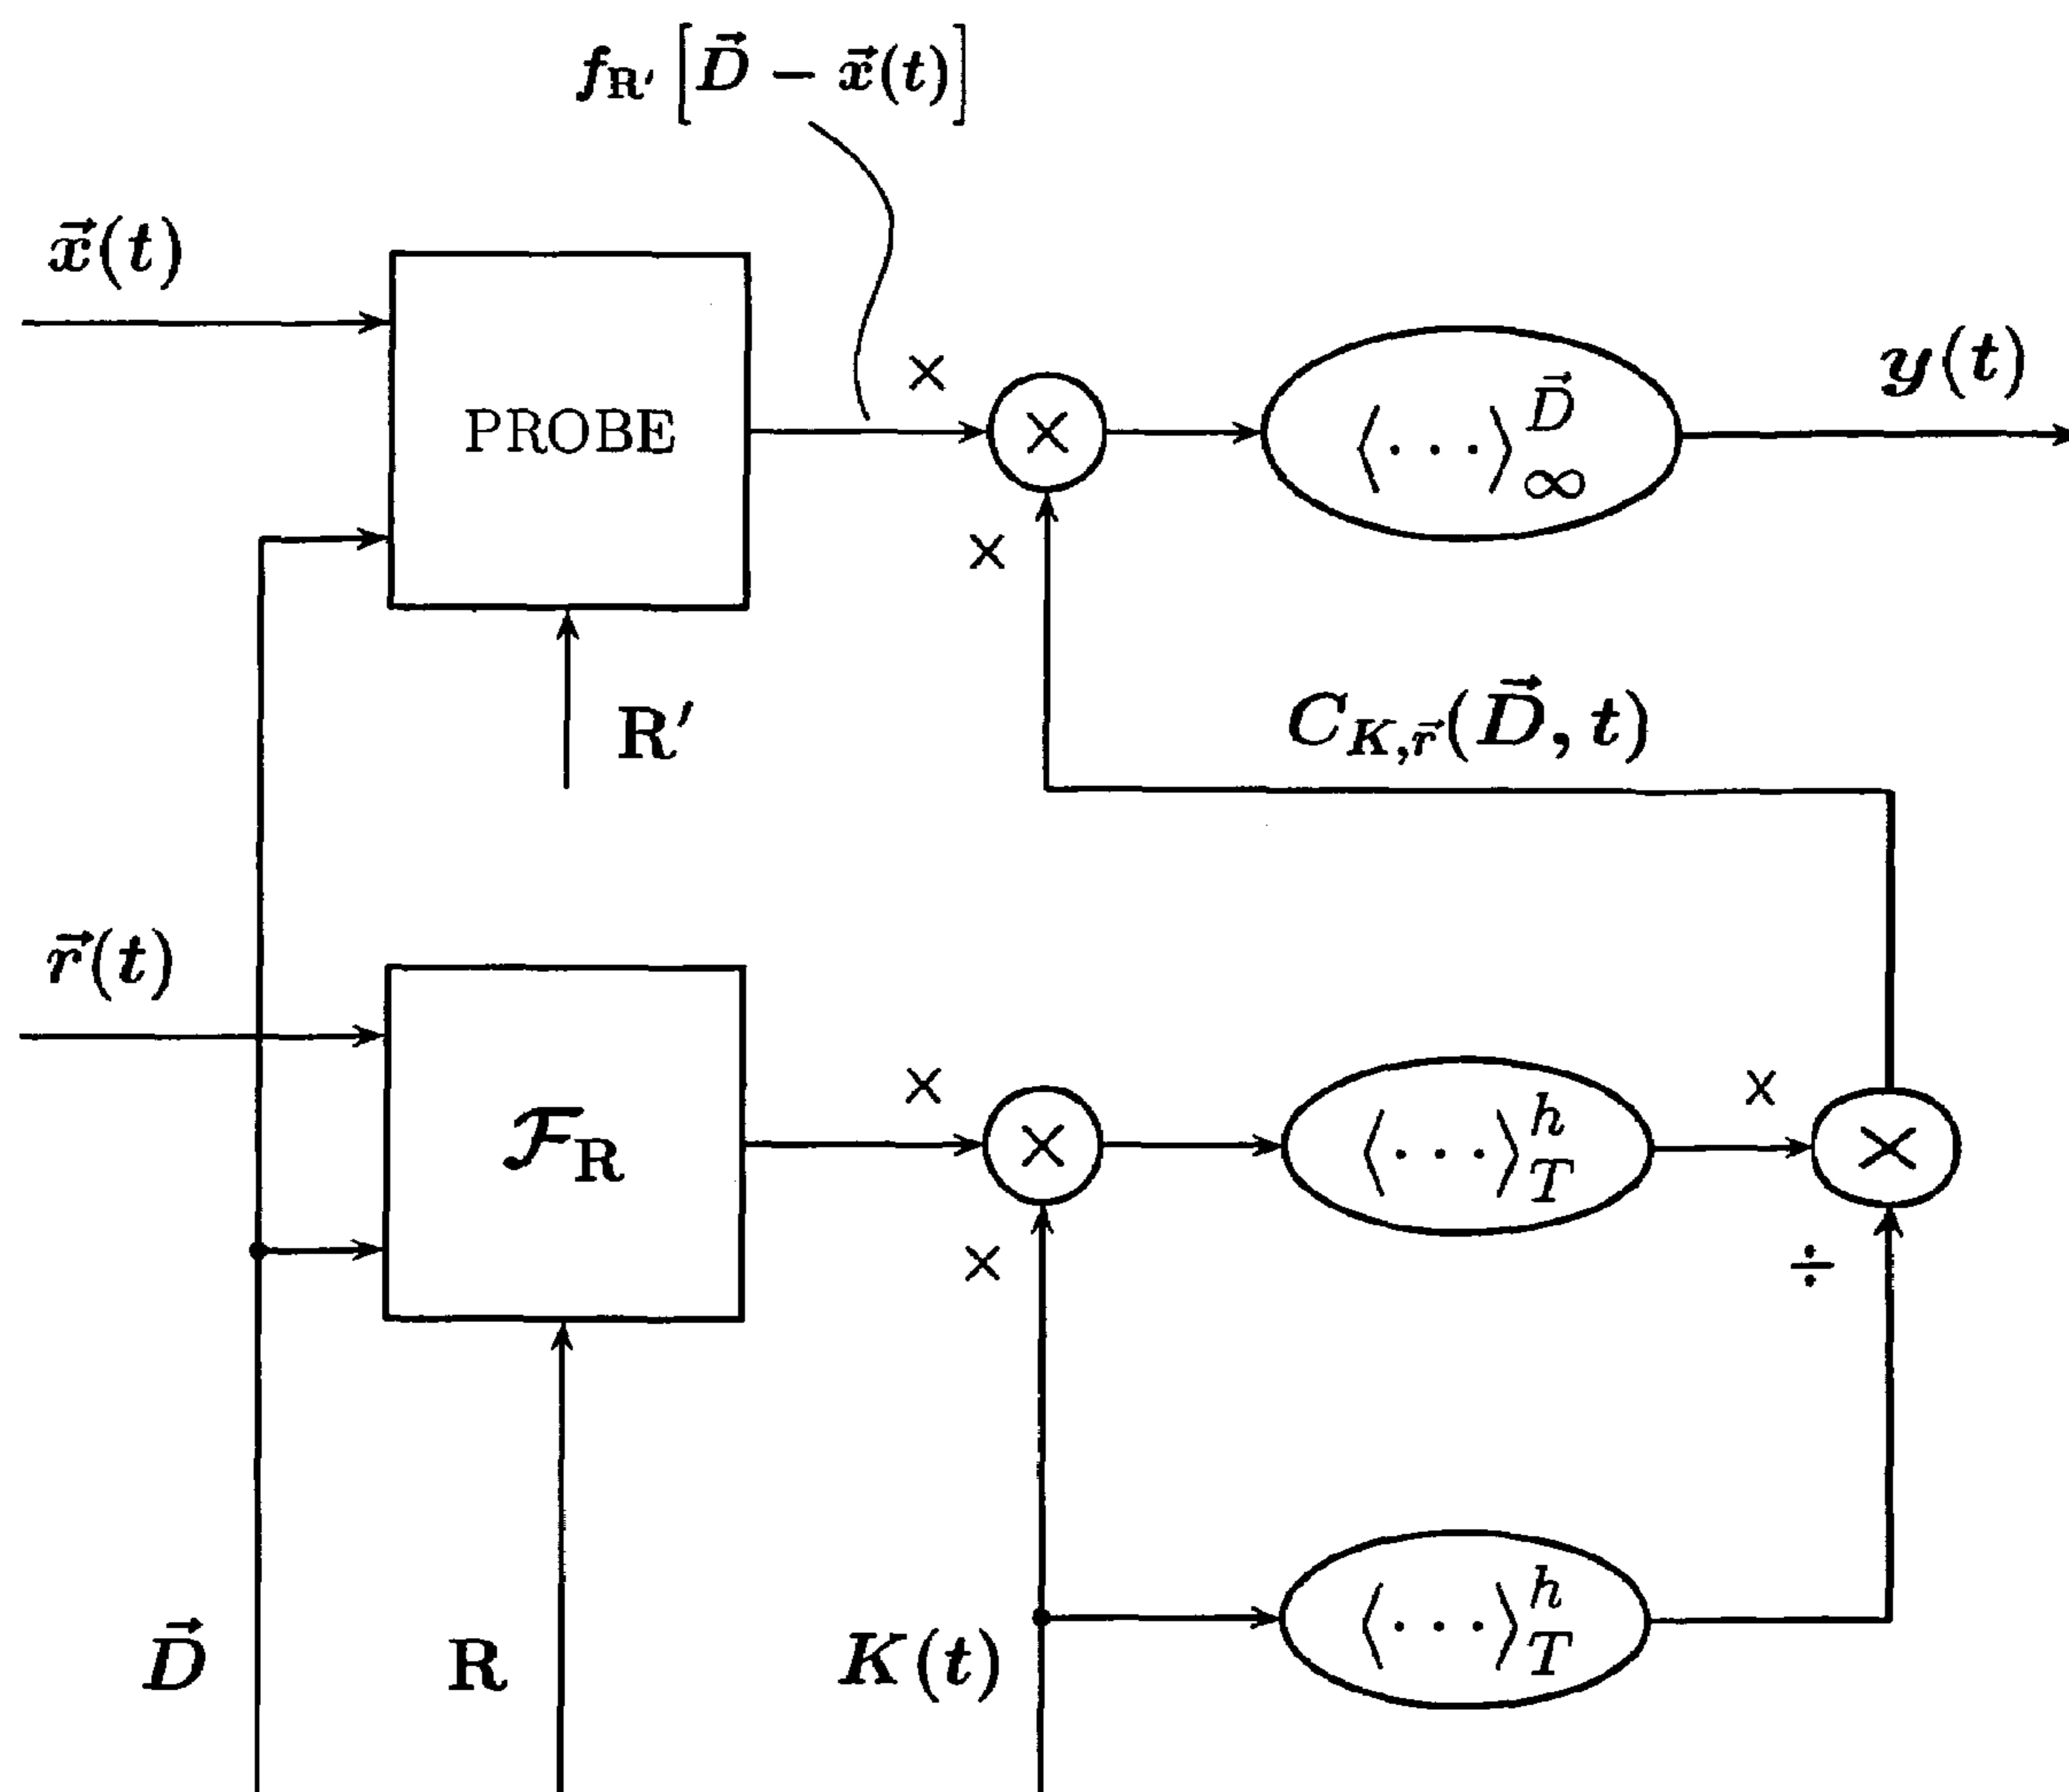 f_R′ [D⃗ − x⃗(t)]
x⃗(t)
PROBE
×
×
⟨· · ·⟩^D⃗_∞
y(t)
×
R′
C_K,r⃗(D⃗, t)
r⃗(t)
ℱ_R
×
×
⟨· · ·⟩^h_T
×
×
×
÷
D⃗
R
K(t)
⟨· · ·⟩^h_T